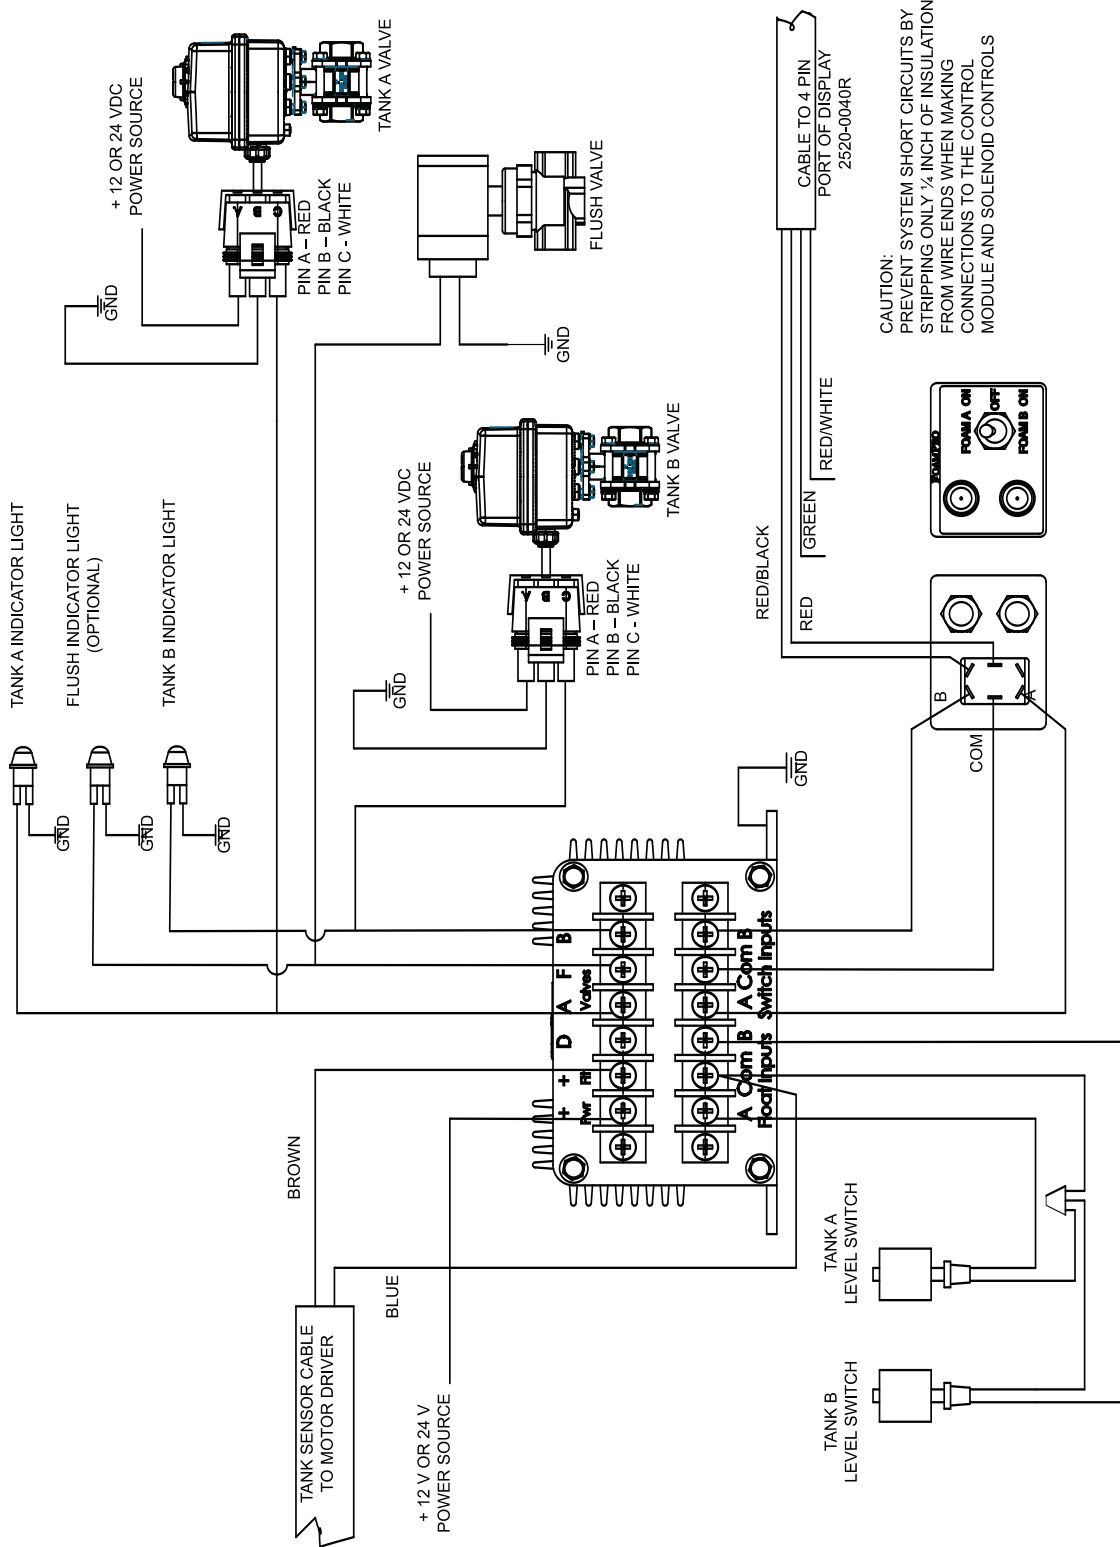 TANK A INDICATOR LIGHT
FLUSH INDICATOR LIGHT
(OPTIONAL)
TANK B INDICATOR LIGHT
GND
GND
GND
+ 12 OR 24 VDC
POWER SOURCE
GND
TANK A VALVE
PIN A – RED
PIN B – BLACK
PIN C - WHITE
A
B
C
FLUSH VALVE
GND
+ 12 OR 24 VDC
POWER SOURCE
GND
TANK B VALVE
PIN A – RED
PIN B – BLACK
PIN C - WHITE
A
B
C
CABLE TO 4 PIN
PORT OF DISPLAY
2520-0040R
RED/BLACK
RED
GREEN
RED/WHITE
CAUTION:
PREVENT SYSTEM SHORT CIRCUITS BY
STRIPPING ONLY ¼ INCH OF INSULATION
FROM WIRE ENDS WHEN MAKING
CONNECTIONS TO THE CONTROL
MODULE AND SOLENOID CONTROLS
FOAMPRO
FOAM A ON
OFF
FOAM B ON
B
COM
A
GND
+ + D A F B
Pwr Flt Valves
A Com B A Com B
Float Inputs Switch Inputs
BROWN
BLUE
TANK SENSOR CABLE
TO MOTOR DRIVER
+ 12 V OR 24 V
POWER SOURCE
TANK A
LEVEL SWITCH
TANK B
LEVEL SWITCH